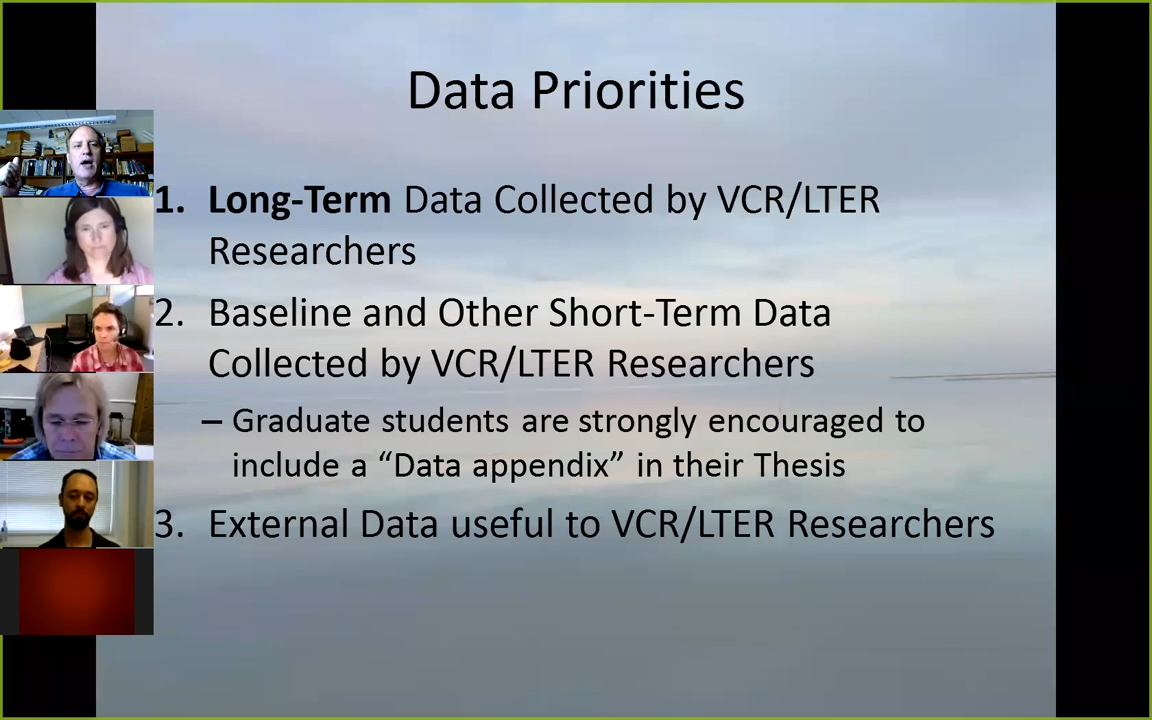 Data Priorities
1. Long-Term Data Collected by VCR/LTER
Researchers
2. Baseline and Other Short-Term Data
Collected by VCR/LTER Researchers
– Graduate students are strongly encouraged to
include a “Data appendix” in their Thesis
3. External Data useful to VCR/LTER Researchers